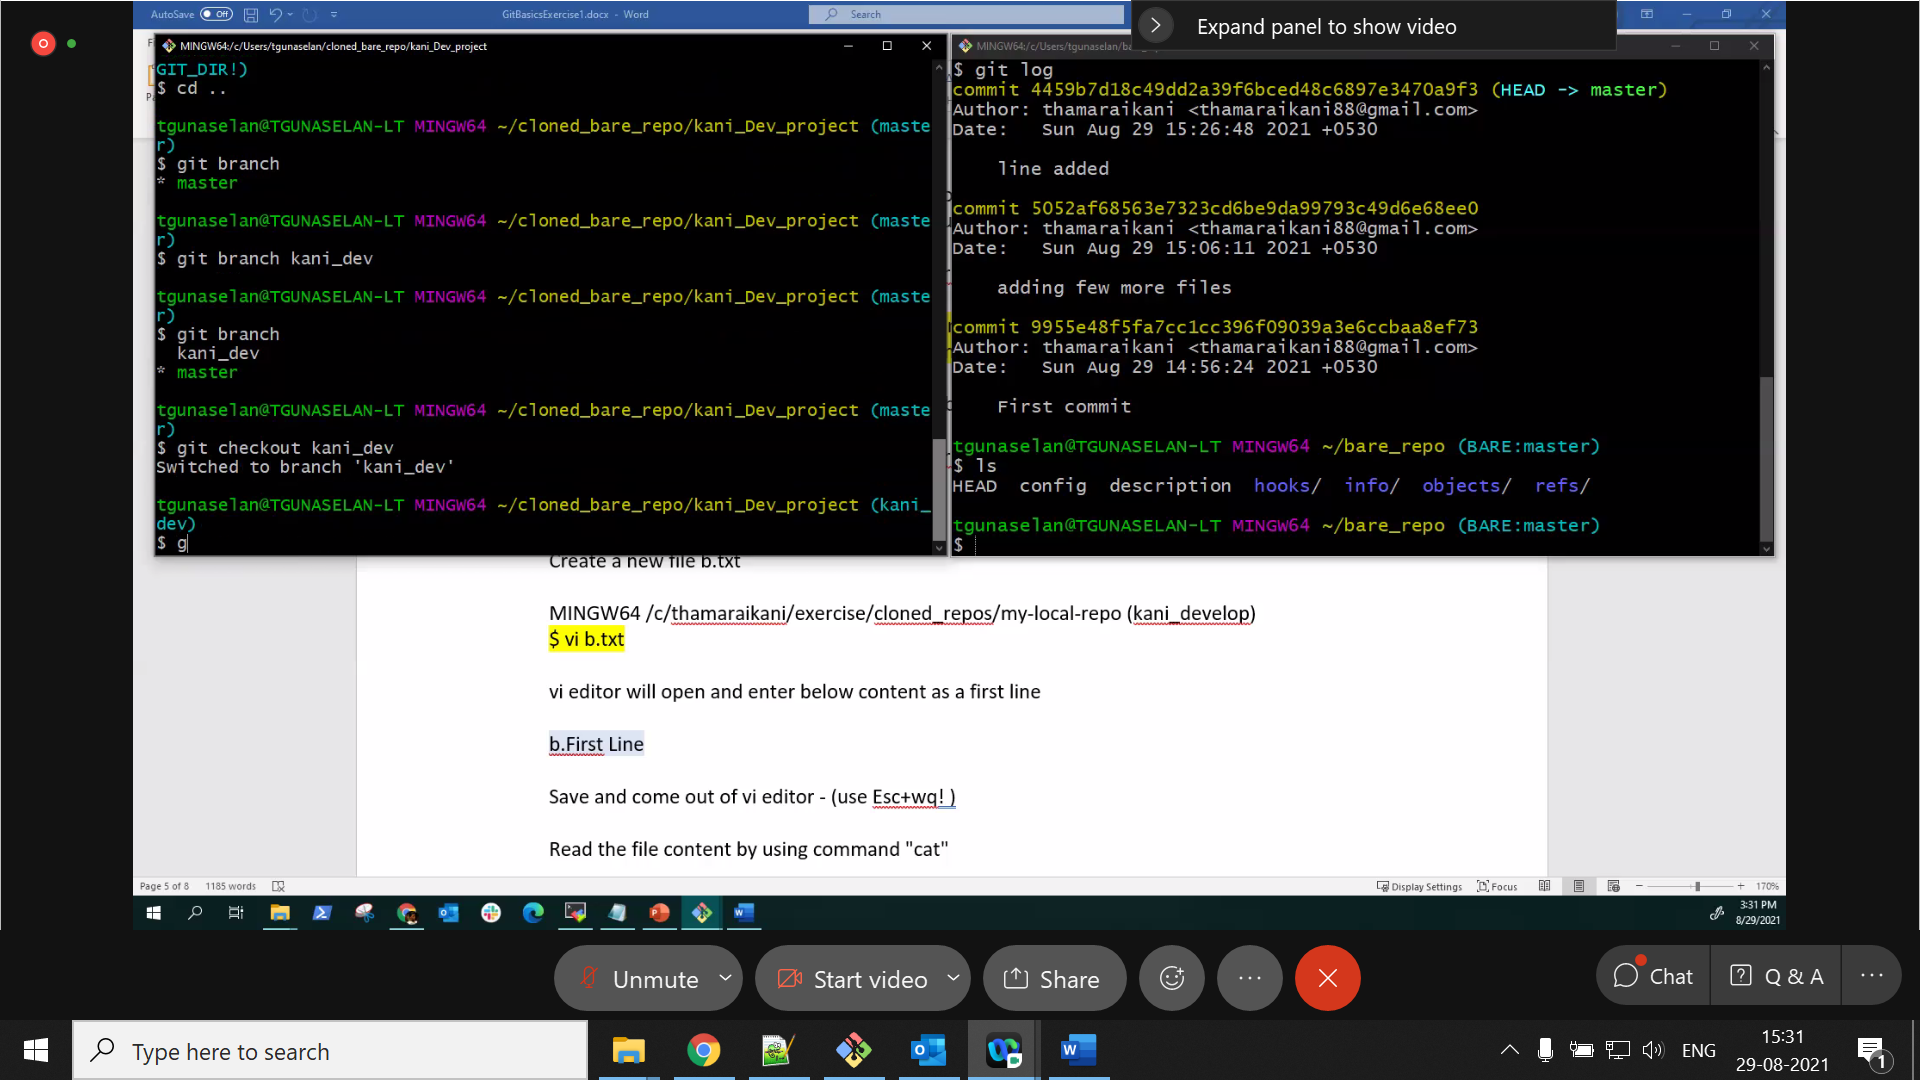 AutoSave Off
GitBasicsExercise1.docx - Word
Search
Expand panel to show video
MINGW64:/c/Users/tgunaselan/cloned_bare_repo/kani_Dev_project
GIT_DIR!)
$ cd ..
tgunaselan@TGUNASELAN-LT MINGW64 ~/cloned_bare_repo/kani_Dev_project (maste
r)
$ git branch
* master
tgunaselan@TGUNASELAN-LT MINGW64 ~/cloned_bare_repo/kani_Dev_project (maste
r)
$ git branch kani_dev
tgunaselan@TGUNASELAN-LT MINGW64 ~/cloned_bare_repo/kani_Dev_project (maste
r)
$ git branch
kani_dev
* master
tgunaselan@TGUNASELAN-LT MINGW64 ~/cloned_bare_repo/kani_Dev_project (maste
r)
$ git checkout kani_dev
Switched to branch 'kani_dev'
tgunaselan@TGUNASELAN-LT MINGW64 ~/cloned_bare_repo/kani_Dev_project (kani_
dev)
$ g
MINGW64:/c/Users/tgunaselan/
$ git log
commit 4459b7d18c49dd2a39f6bced48c6897e3470a9f3 (HEAD -> master)
Author: thamaraikani <thamaraikani88@gmail.com>
Date: Sun Aug 29 15:26:48 2021 +0530
line added
commit 5052af68563e7323cd6be9da99793c49d6e68ee0
Author: thamaraikani <thamaraikani88@gmail.com>
Date: Sun Aug 29 15:06:11 2021 +0530
adding few more files
commit 9955e48f5fa7cc1cc396f09039a3e6ccbaa8ef73
Author: thamaraikani <thamaraikani88@gmail.com>
Date: Sun Aug 29 14:56:24 2021 +0530
First commit
tgunaselan@TGUNASELAN-LT MINGW64 ~/bare_repo (BARE:master)
$ ls
HEAD config description hooks/ info/ objects/ refs/
tgunaselan@TGUNASELAN-LT MINGW64 ~/bare_repo (BARE:master)
$
Create a new file b.txt
MINGW64 /c/thamaraikani/exercise/cloned_repos/my-local-repo (kani_develop)
$ vi b.txt
vi editor will open and enter below content as a first line
b.First Line
Save and come out of vi editor - (use Esc+wq! )
Read the file content by using command "cat"
Page 5 of 8 1185 words
Display Settings Focus 170%
3:31 PM
8/29/2021
Unmute
Start video
Share
Chat
Q & A
Type here to search
ENG
15:31
29-08-2021
1